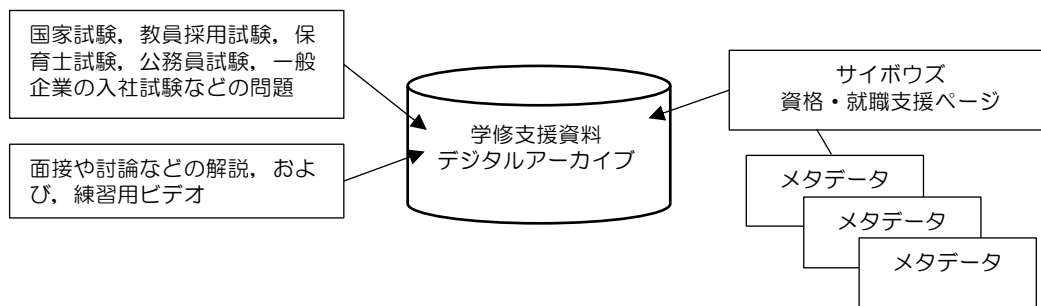 国家試験，教員採用試験，保
育士試験，公務員試験，一般
企業の入社試験などの問題
面接や討論などの解説，およ
び，練習用ビデオ
学修支援資料
デジタルアーカイブ
サイボウズ
資格・就職支援ページ
メタデータ
メタデータ
メタデータ